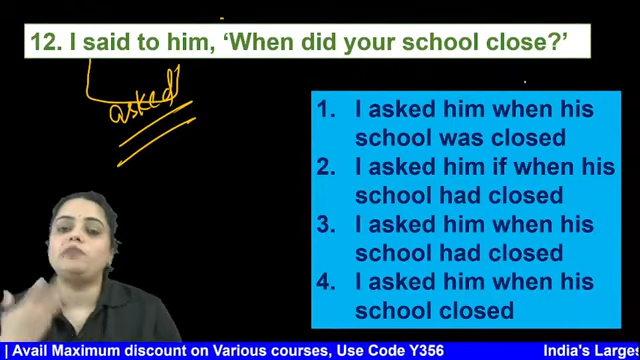 12. I said to him, ‘When did your school close?’
asked
1. I asked him when his
school was closed
2. I asked him if when his
school had closed
3. I asked him when his
school had closed
4. I asked him when his
school closed
| Avail Maximum discount on Various courses, Use Code Y356
India's Larges